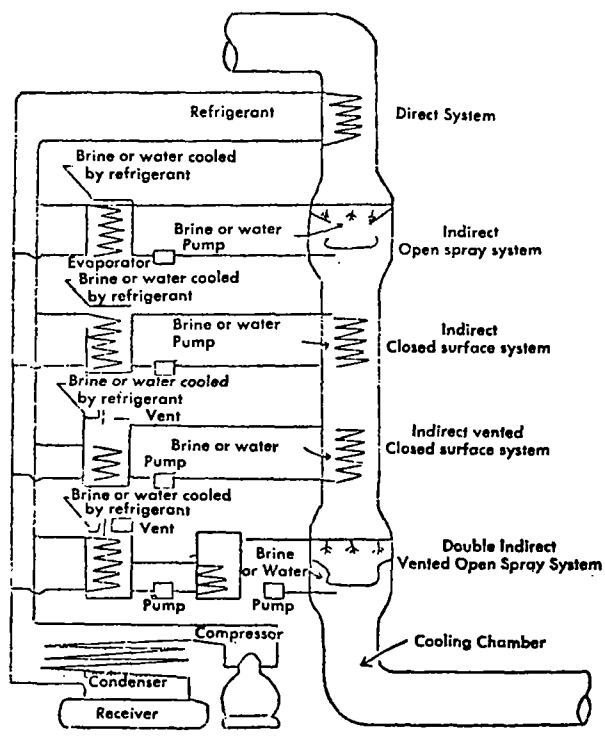 Refrigerant
Direct System
Brine or water cooled
by refrigerant
Brine or water
Pump
Indirect
Open spray system
Evaporator
Brine or water cooled
by refrigerant
Brine or water
Pump
Indirect
Closed surface system
Brine or water cooled
by refrigerant
Vent
Brine or water
Pump
Indirect vented
Closed surface system
Brine or water cooled
by refrigerant
Vent
Brine
or Water
Double Indirect
Vented Open Spray System
Pump
Pump
Compressor
Cooling Chamber
Condenser
Receiver